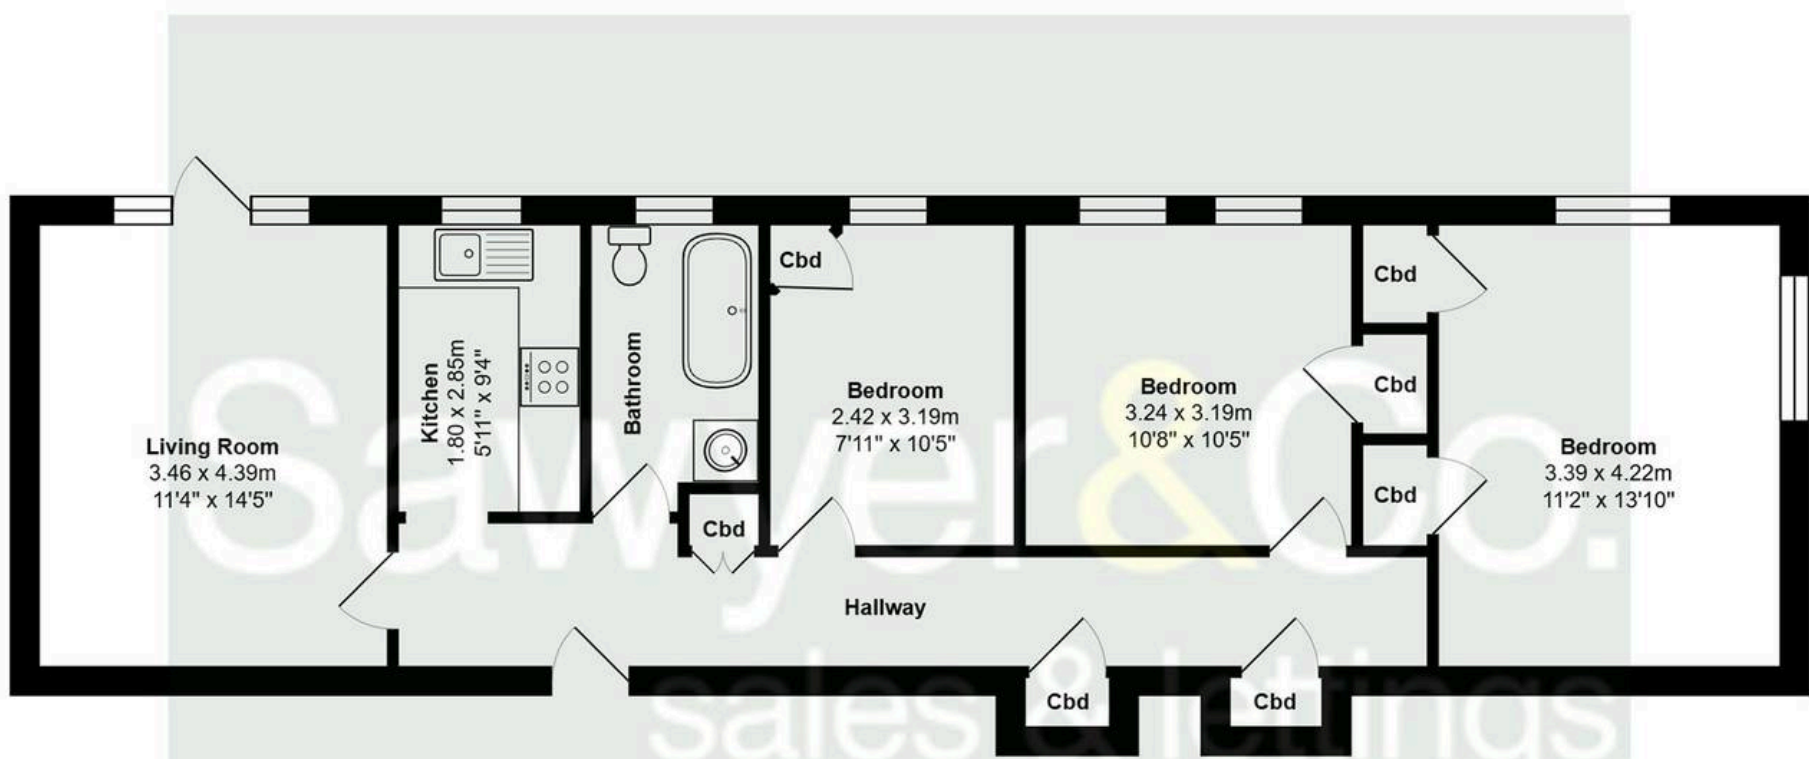 Living Room
3.46 x 4.39m
11'4" x 14'5"
Kitchen
1.80 x 2.85m
5'11" x 9'4"
Bathroom
Cbd
Cbd
Bedroom
2.42 x 3.19m
7'11" x 10'5"
Bedroom
3.24 x 3.19m
10'8" x 10'5"
Cbd
Cbd
Cbd
Bedroom
3.39 x 4.22m
11'2" x 13'10"
Hallway
Cbd
Cbd
Sawyer&Co.
sales & lettings